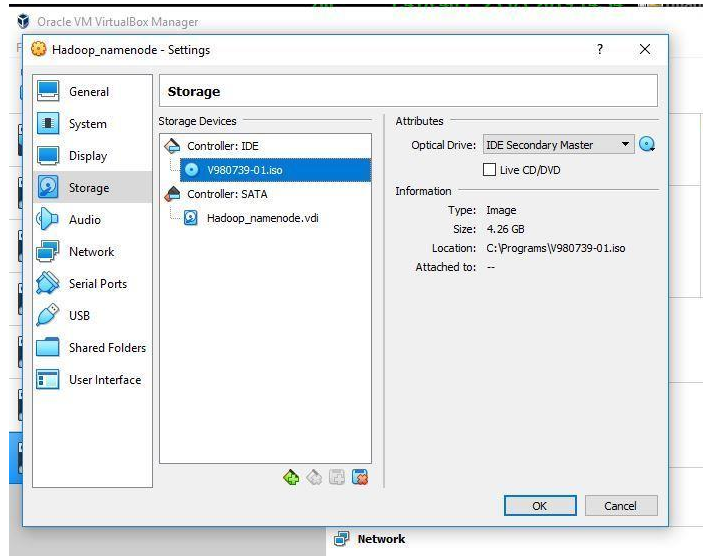 Oracle VM VirtualBox Manager
Hadoop_namenode - Settings
? X
General
System
Display
Storage
Audio
Network
Serial Ports
USB
Shared Folders
User Interface
Storage
Storage Devices
Controller: IDE
V980739-01.iso
Controller: SATA
Hadoop_namenode.vdi
Attributes
Optical Drive: IDE Secondary Master
Live CD/DVD
Information
Type: Image
Size: 4.26 GB
Location: C:\Programs\V980739-01.iso
Attached to: --
OK Cancel
Network